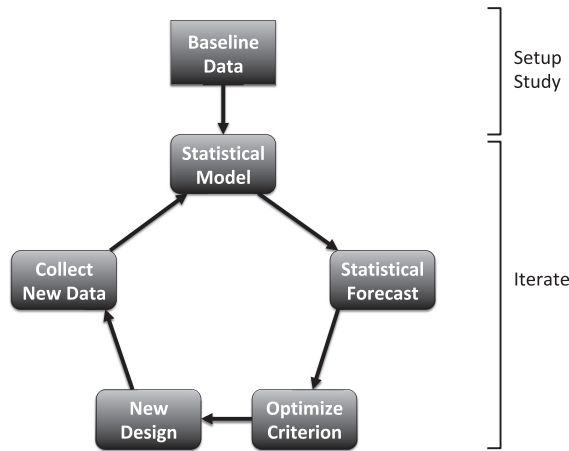 Baseline
Data
Setup
Study
Statistical
Model
Collect
New Data
Statistical
Forecast
Iterate
New
Design
Optimize
Criterion